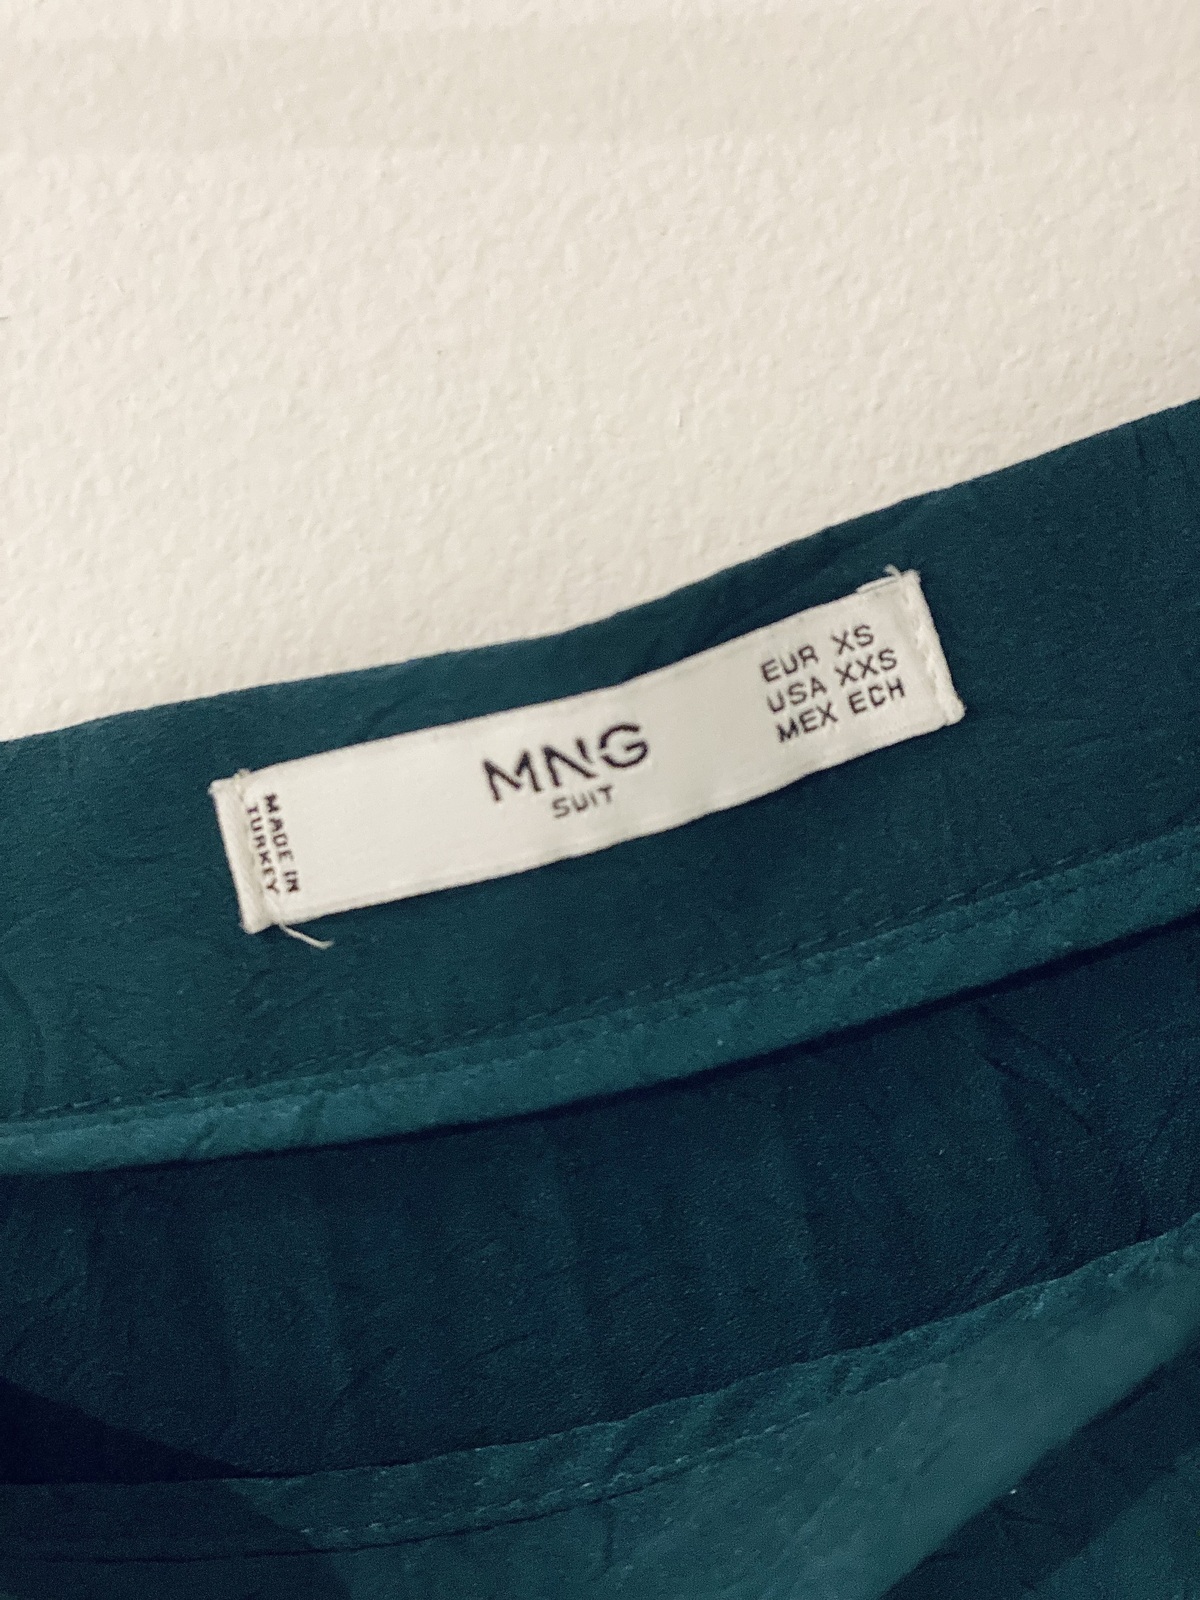 MADE IN
TURKEY
MNG
SUIT
EUR XS
USA XXS
MEX ECH